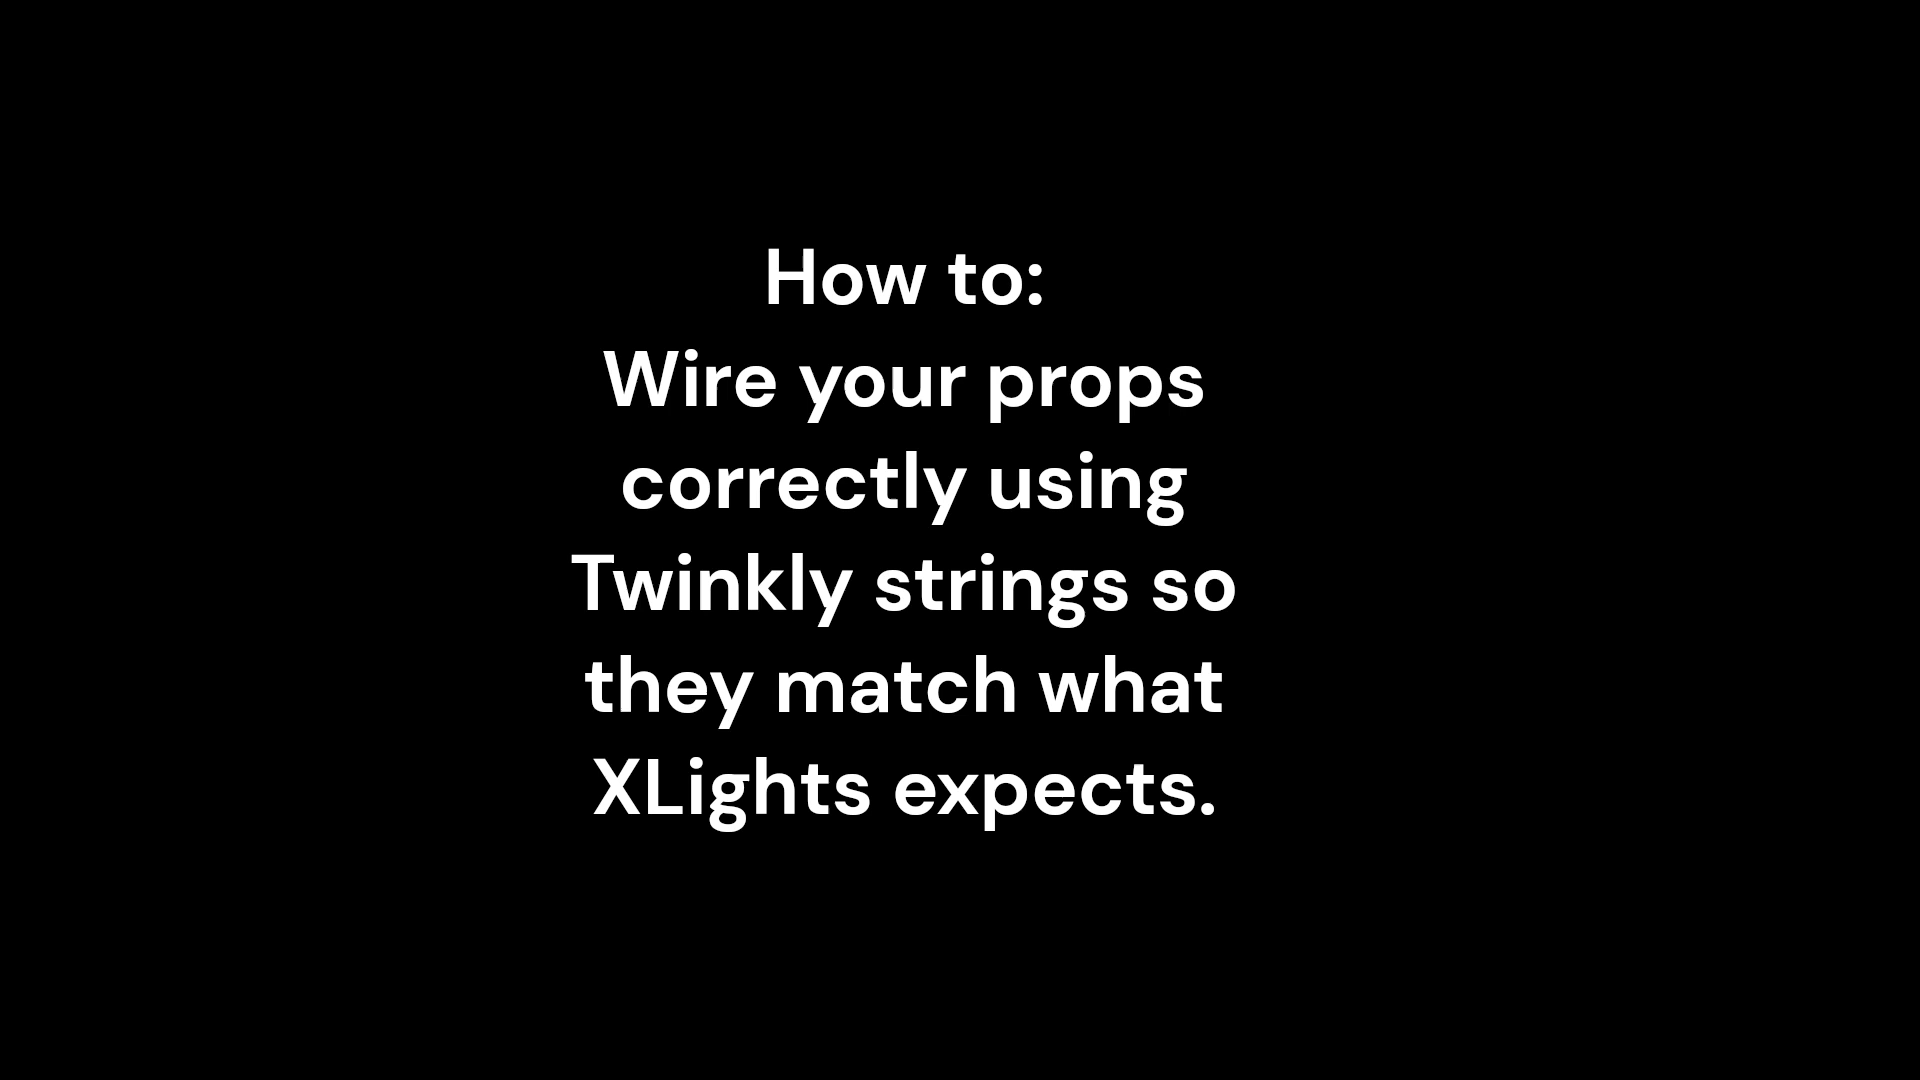 How to:
Wire your props
correctly using
Twinkly strings so
they match what
XLights expects.